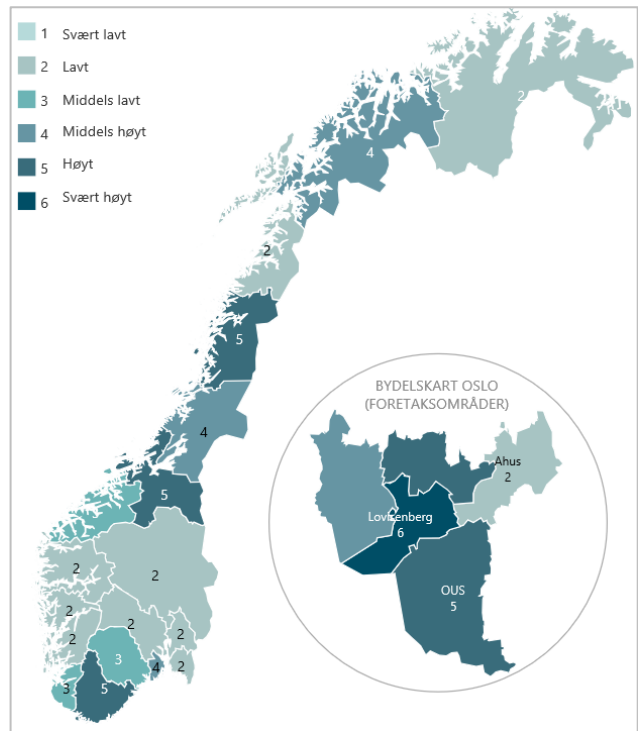 1 Svært lavt
2 Lavt
3 Middels lavt
4 Middels høyt
5 Høyt
6 Svært høyt
2
4
2
5
4
5
2
2
2
2
2
2
3
4
2
3
5
BYDELSKART OSLO
(FORETAKSOMRÅDER)
Ahus
2
Lovisenberg
6
OUS
5